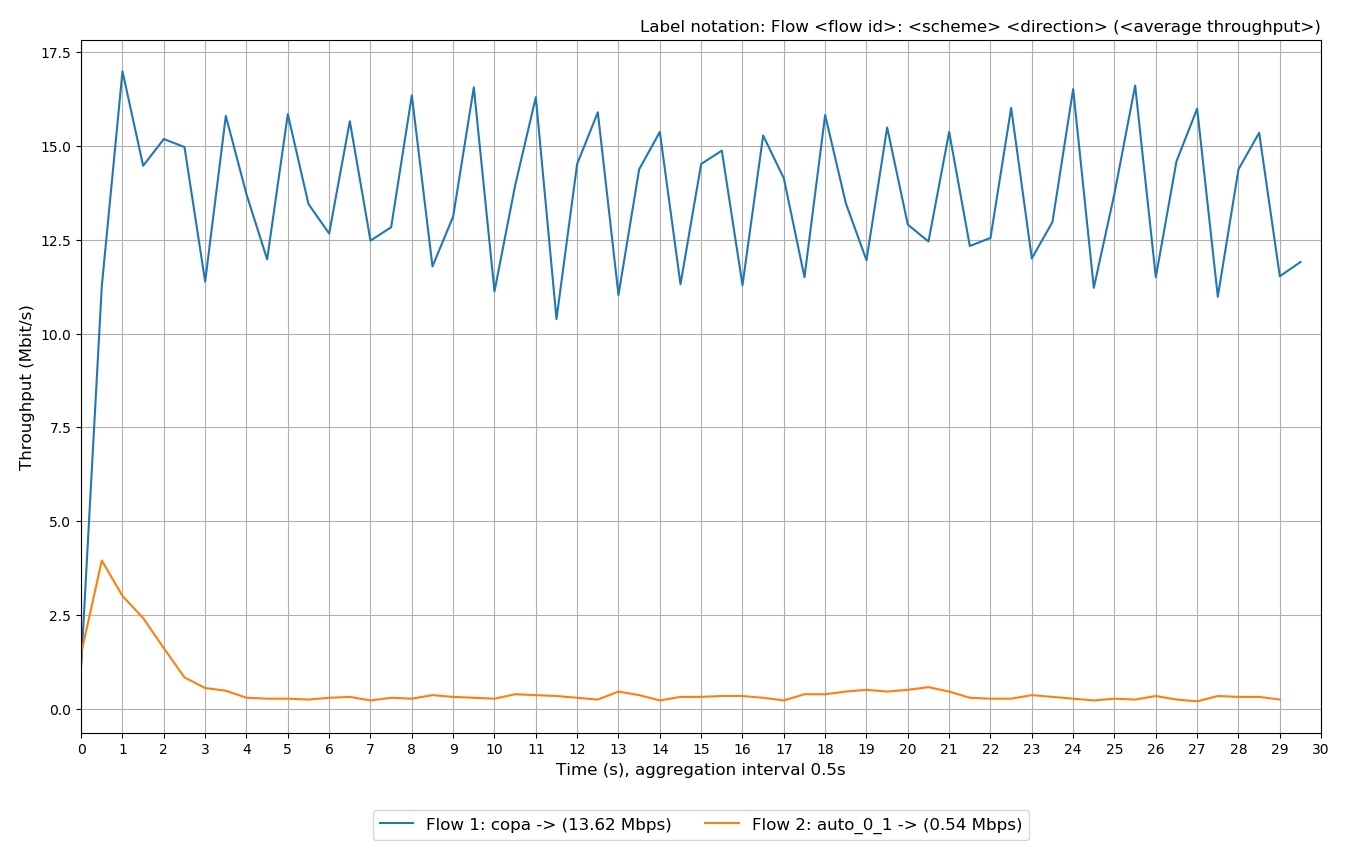 Label notation: Flow <flow id>: <scheme> <direction> (<average throughput>)
17.5
15.0
12.5
10.0
7.5
5.0
2.5
0.0
Throughput (Mbit/s)
0 1 2 3 4 5 6 7 8 9 10 11 12 13 14 15 16 17 18 19 20 21 22 23 24 25 26 27 28 29 30
Time (s), aggregation interval 0.5s
Flow 1: copa -> (13.62 Mbps) Flow 2: auto_0_1 -> (0.54 Mbps)